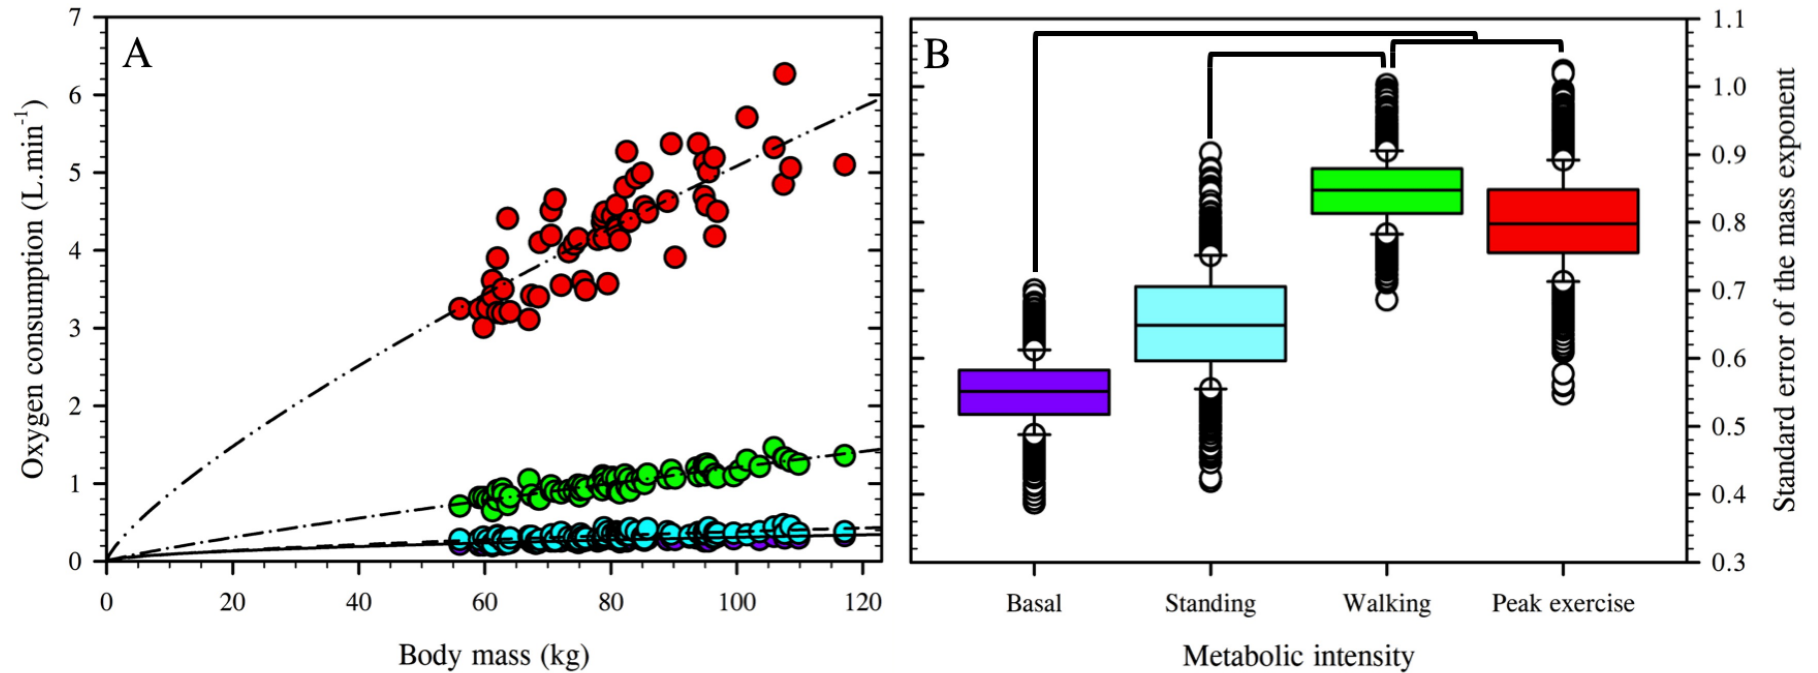 A
7
6
5
4
3
2
1
0
0 20 40 60 80 100 120
Oxygen consumption (L.min-1)
Body mass (kg)
B
1.1
1.0
0.9
0.8
0.7
0.6
0.5
0.4
0.3
Basal Standing Walking Peak exercise
Standard error of the mass exponent
Metabolic intensity